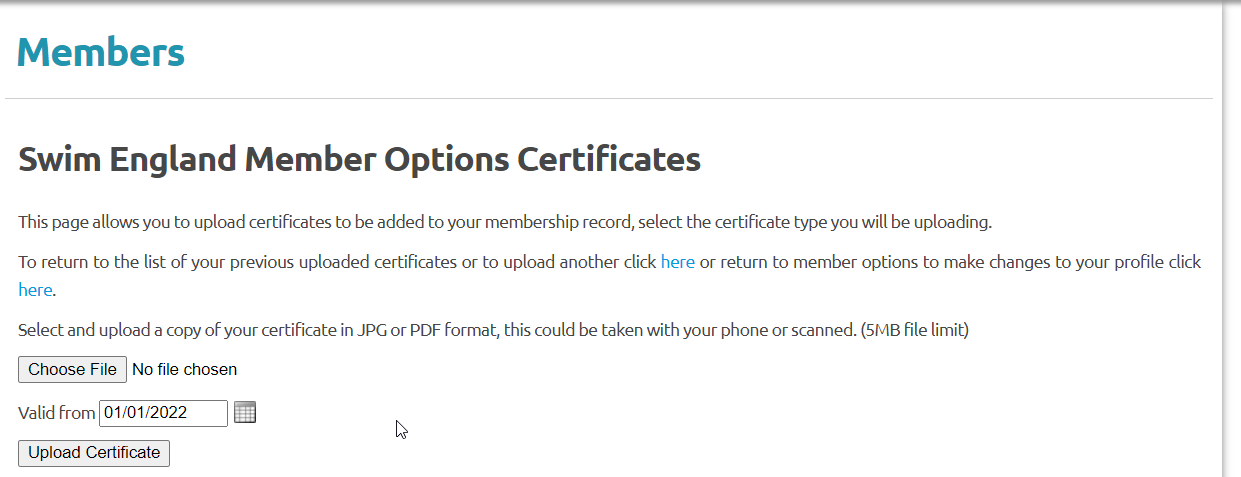 Members
Swim England Member Options Certificates
This page allows you to upload certificates to be added to your membership record, select the certificate type you will be uploading.
To return to the list of your previous uploaded certificates or to upload another click here or return to member options to make changes to your profile click
here.
Select and upload a copy of your certificate in JPG or PDF format, this could be taken with your phone or scanned. (5MB file limit)
Choose File No file chosen
Valid from 01/01/2022
Upload Certificate